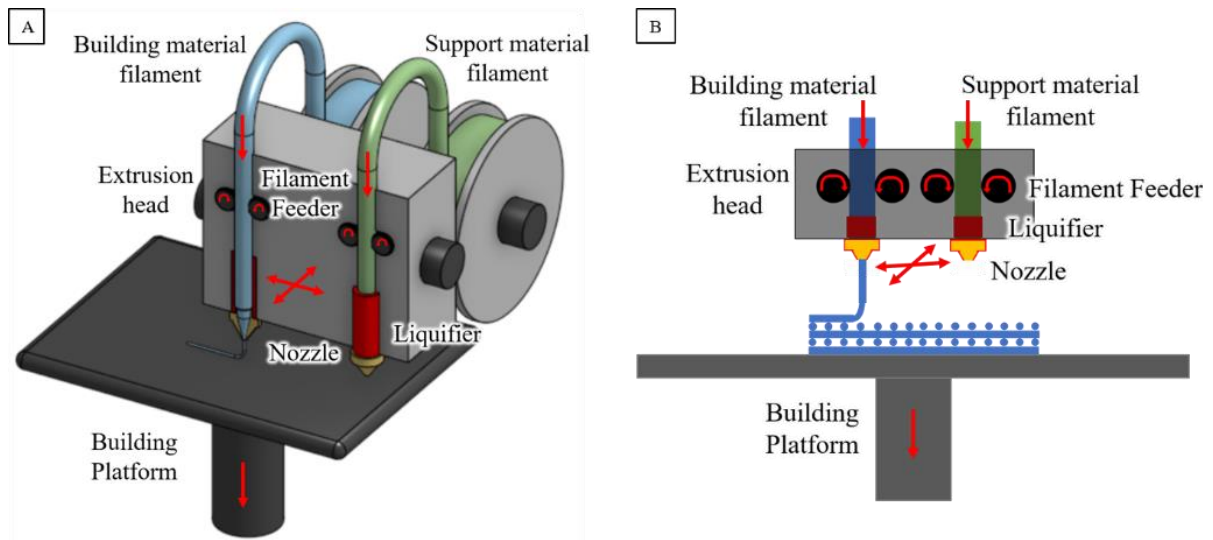 A
Building material
filament
Support material
filament
Extrusion
head
Filament
Feeder
Nozzle
Liquifier
Building
Platform
B
Building material
filament
Support material
filament
Extrusion
head
Filament Feeder
Liquifier
Nozzle
Building
Platform